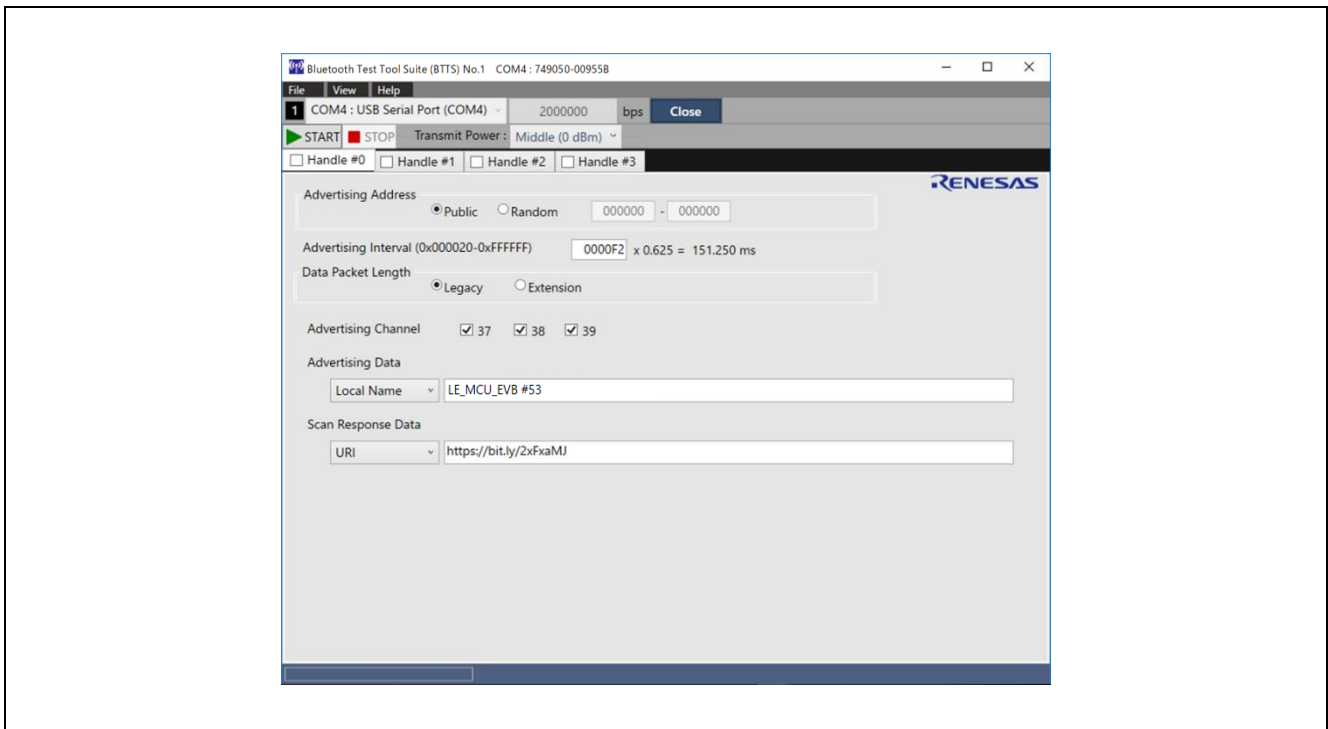 Bluetooth Test Tool Suite (BTTS) No.1 COM4 : 749050-00955B
File View Help
1 COM4 : USB Serial Port (COM4) 2000000 bps Close
START STOP Transmit Power : Middle (0 dBm)
Handle #0 Handle #1 Handle #2 Handle #3
RENESAS
Advertising Address
Public Random 000000 - 000000
Advertising Interval (0x000020-0xFFFFFF) 0000F2 x 0.625 = 151.250 ms
Data Packet Length
Legacy Extension
Advertising Channel 37 38 39
Advertising Data
Local Name LE_MCU_EVB #53
Scan Response Data
URI https://bit.ly/2xFxaMJ